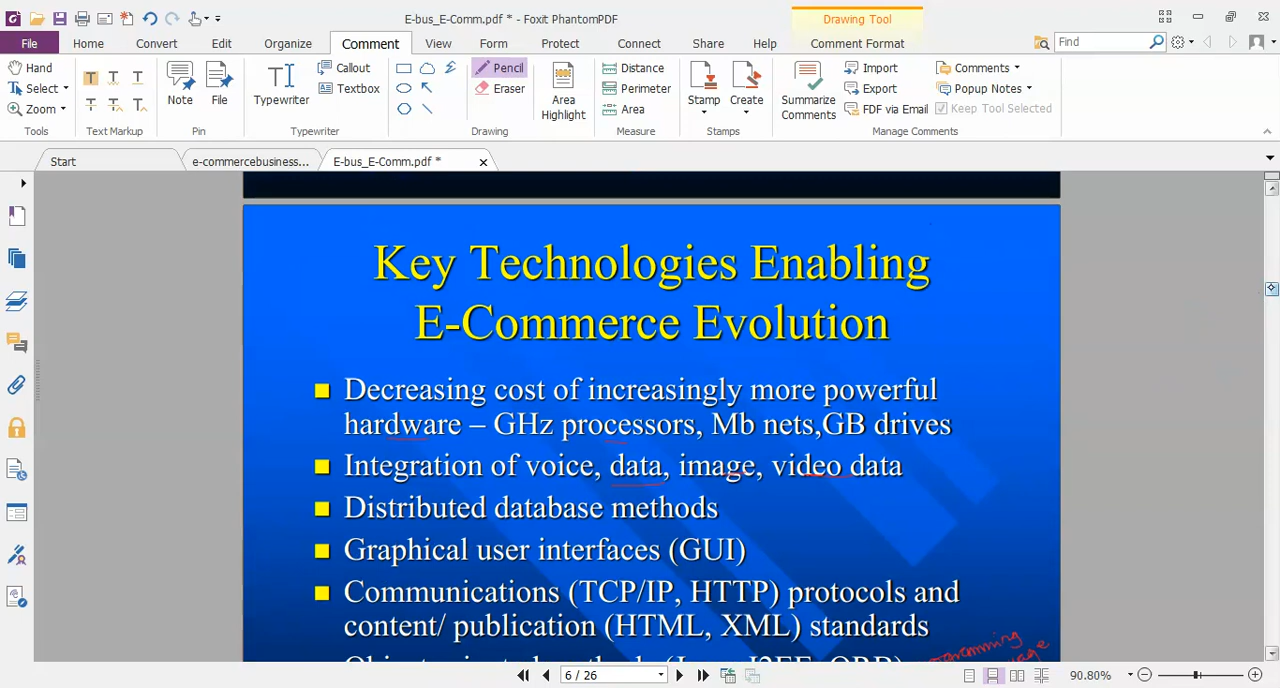 E-bus_E-Comm.pdf * - Foxit PhantomPDF
Drawing Tool
File Home Convert Edit Organize Comment View Form Protect Connect Share Help Comment Format Find
Hand
Select
Zoom
Tools
Text Markup
Note
File
Pin
Typewriter
Callout
Textbox
Typewriter
Pencil
Eraser
Drawing
Area
Highlight
Distance
Perimeter
Area
Measure
Stamp
Create
Stamps
Summarize
Comments
Import
Export
FDF via Email
Comments
Popup Notes
Keep Tool Selected
Manage Comments
Start
e-commercebusiness...
E-bus_E-Comm.pdf *
Key Technologies Enabling
E-Commerce Evolution
Decreasing cost of increasingly more powerful
hardware – GHz processors, Mb nets,GB drives
Integration of voice, data, image, video data
Distributed database methods
Graphical user interfaces (GUI)
Communications (TCP/IP, HTTP) protocols and
content/ publication (HTML, XML) standards
6 / 26
90.80%